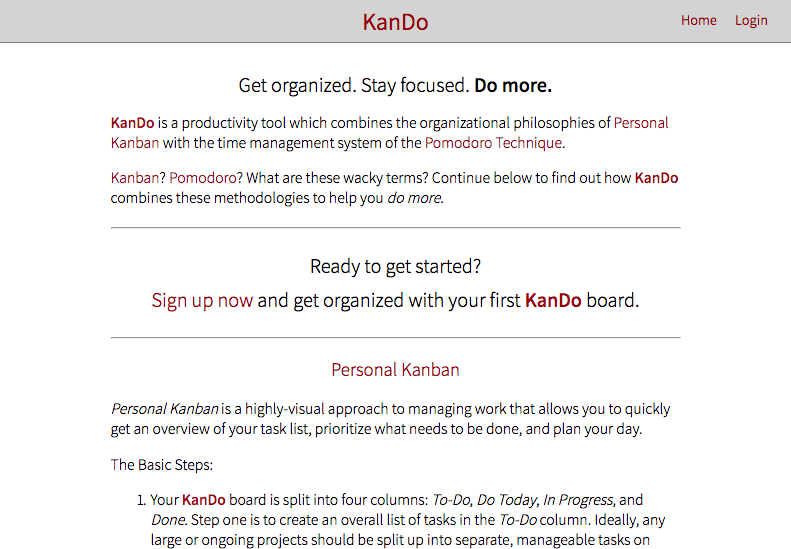 KanDo
Home Login
Get organized. Stay focused. Do more.
KanDo is a productivity tool which combines the organizational philosophies of Personal
Kanban with the time management system of the Pomodoro Technique.
Kanban? Pomodoro? What are these wacky terms? Continue below to find out how KanDo
combines these methodologies to help you do more.
Ready to get started?
Sign up now and get organized with your first KanDo board.
Personal Kanban
Personal Kanban is a highly-visual approach to managing work that allows you to quickly
get an overview of your task list, prioritize what needs to be done, and plan your day.
The Basic Steps:
1. Your KanDo board is split into four columns: To-Do, Do Today, In Progress, and
Done. Step one is to create an overall list of tasks in the To-Do column. Ideally, any
large or ongoing projects should be split up into separate, manageable tasks on